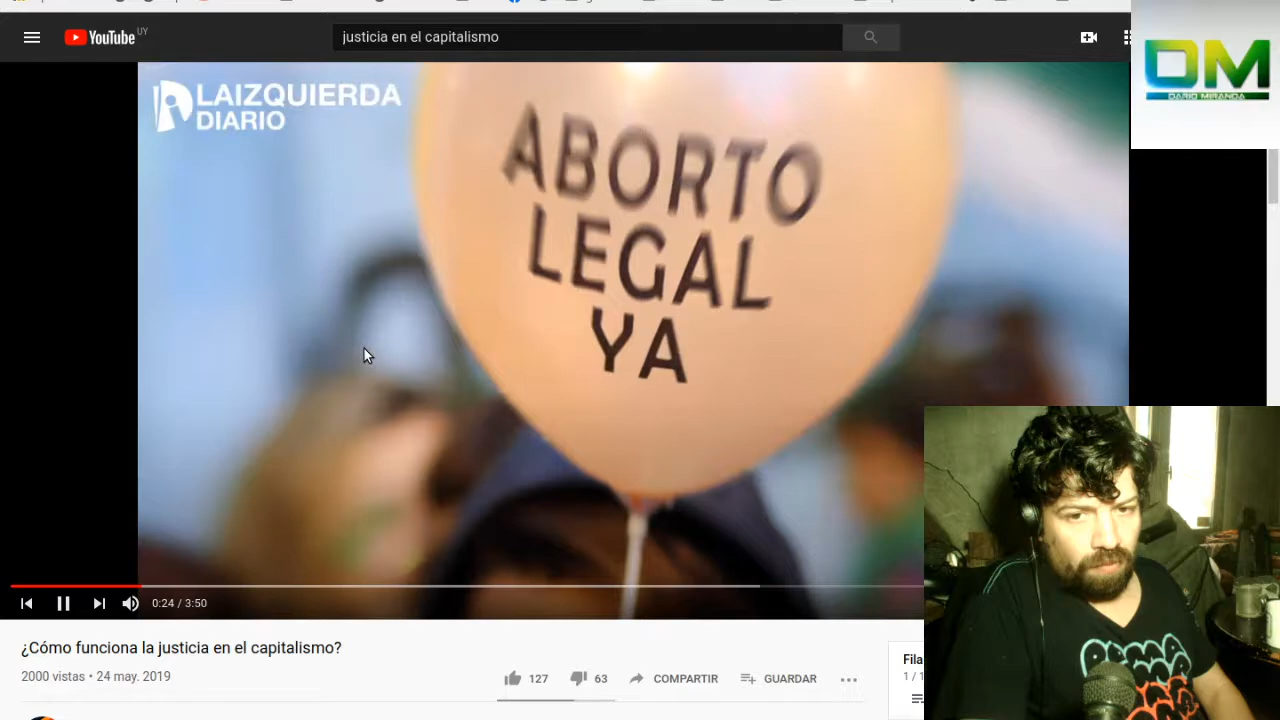 YouTube UY
justicia en el capitalismo
DM
DARIO MIRANDA
LAIZQUIERDA
DIARIO
ABORTO
LEGAL
YA
0:24 / 3:50
¿Cómo funciona la justicia en el capitalismo?
2000 vistas • 24 may. 2019
127
63
COMPARTIR
GUARDAR
Fila
1 / 1